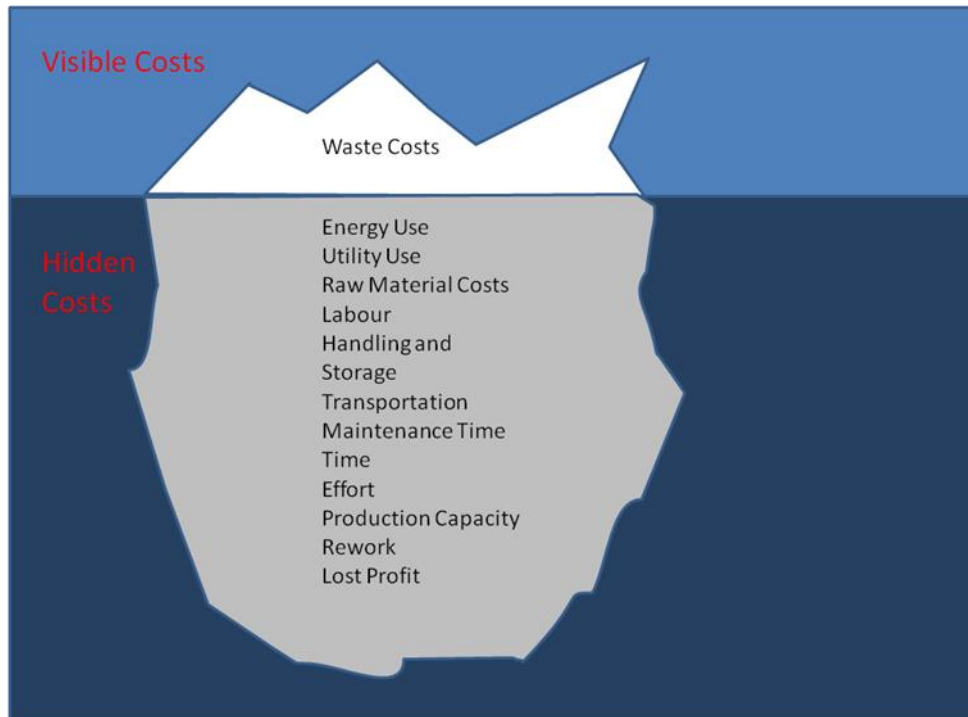 Visible Costs
Waste Costs
Hidden
Costs
Energy Use
Utility Use
Raw Material Costs
Labour
Handling and
Storage
Transportation
Maintenance Time
Time
Effort
Production Capacity
Rework
Lost Profit